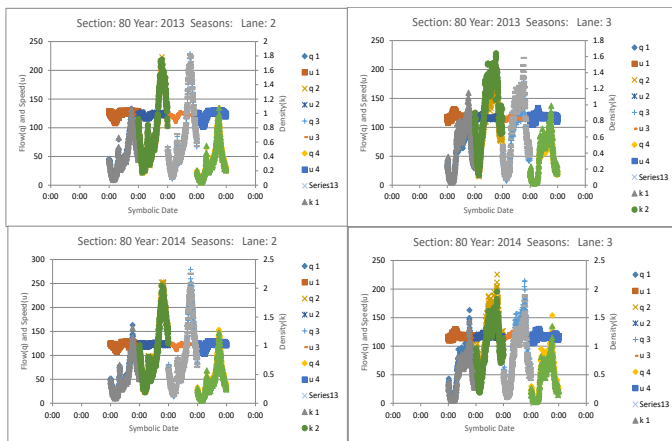 Section: 80 Year: 2013 Seasons: Lane: 2
Flow(q) and Speed(u)
250
200
150
100
50
0
2
1.8
1.6
1.4
1.2
1
0.8
0.6
0.4
0.2
0
Density(k)
0:00 0:00 0:00 0:00 0:00 0:00 0:00
Symbolic Date
q 1
u 1
q 2
u 2
q 3
u 3
q 4
u 4
Series13
k 1
k 2
Section: 80 Year: 2013 Seasons: Lane: 3
Flow(q) and Speed(u)
250
200
150
100
50
0
1.8
1.6
1.4
1.2
1
0.8
0.6
0.4
0.2
0
Density(k)
0:00 0:00 0:00 0:00 0:00 0:00 0:00
Symbolic Date
q 1
u 1
q 2
u 2
q 3
u 3
q 4
u 4
Series13
k 1
k 2
Section: 80 Year: 2014 Seasons: Lane: 2
Flow(q) and Speed(u)
300
250
200
150
100
50
0
2.5
2
1.5
1
0.5
0
Density(k)
0:00 0:00 0:00 0:00 0:00 0:00 0:00
Symbolic Date
q 1
u 1
q 2
u 2
q 3
u 3
q 4
u 4
Series13
k 1
k 2
Section: 80 Year: 2014 Seasons: Lane: 3
Flow(q) and Speed(u)
250
200
150
100
50
0
2.5
2
1.5
1
0.5
0
Density(k)
0:00 0:00 0:00 0:00 0:00 0:00 0:00
Symbolic Date
q 1
u 1
q 2
u 2
q 3
u 3
q 4
u 4
Series13
k 1
k 2